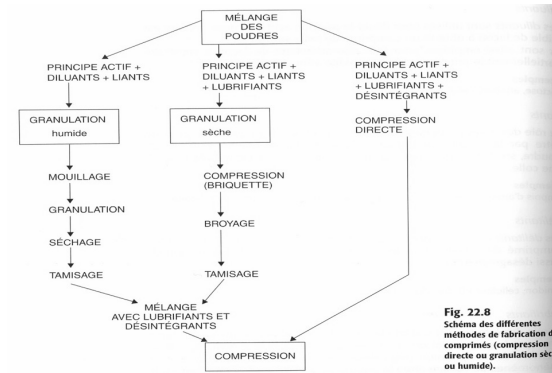 MÉLANGE
DES
POUDRES
PRINCIPE ACTIF +
DILUANTS + LIANTS
GRANULATION
humide
MOUILLAGE
GRANULATION
SÉCHAGE
TAMISAGE
PRINCIPE ACTIF +
DILUANTS + LIANTS
+ LUBRIFIANTS
GRANULATION
sèche
COMPRESSION
(BRIQUETTE)
BROYAGE
TAMISAGE
PRINCIPE ACTIF +
DILUANTS + LIANTS
+ LUBRIFIANTS +
DÉSINTÉGRANTS
COMPRESSION
DIRECTE
MÉLANGE
AVEC LUBRIFIANTS ET
DÉSINTÉGRANTS
COMPRESSION
Fig. 22.8
Schéma des différentes
méthodes de fabrication d
comprimés (compression
directe ou granulation sèc
ou humide).